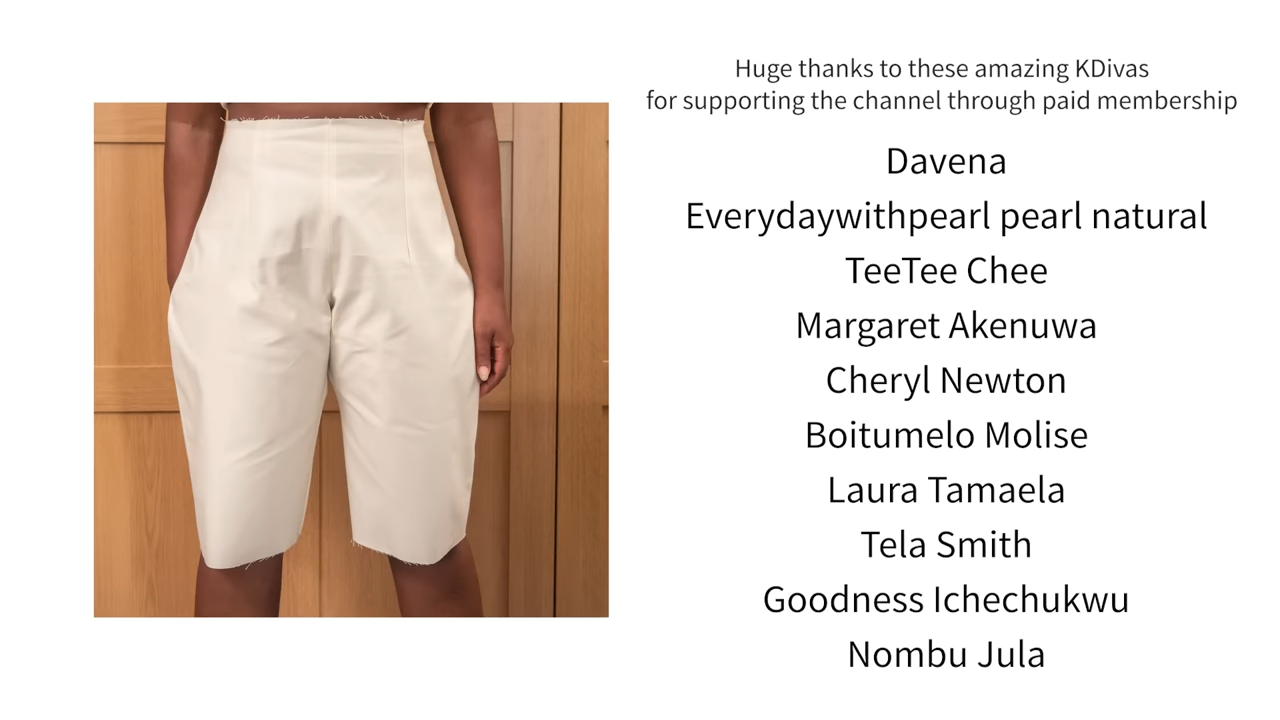 Huge thanks to these amazing KDivas
for supporting the channel through paid membership
Davena
Everydaywithpearl pearl natural
TeeTee Chee
Margaret Akenuwa
Cheryl Newton
Boitumelo Molise
Laura Tamaela
Tela Smith
Goodness Ichechukwu
Nombu Jula